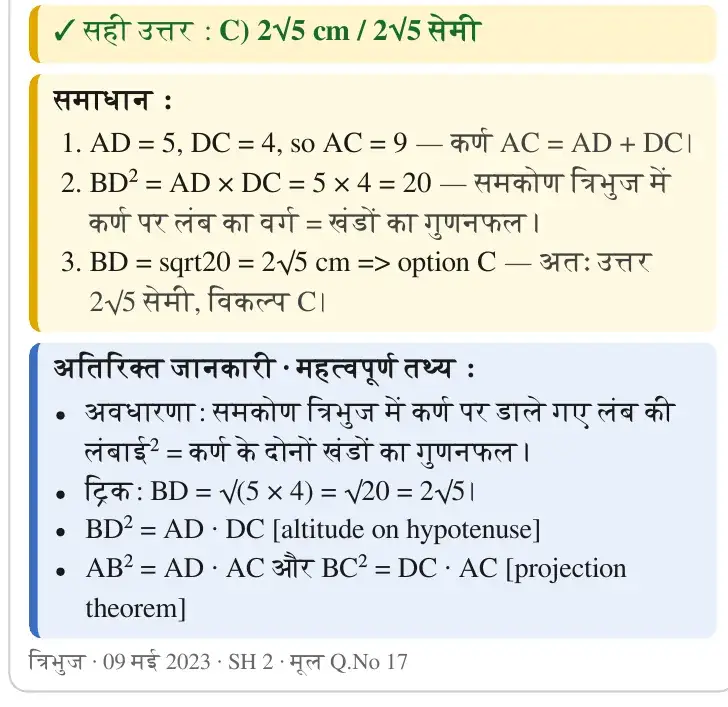 ✓ सही उत्तर : C) 2√5 cm / 2√5 सेमी
समाधान :
1. AD = 5, DC = 4, so AC = 9 — कर्ण AC = AD + DC।
2. BD² = AD × DC = 5 × 4 = 20 — समकोण त्रिभुज में
कर्ण पर लंब का वर्ग = खंडों का गुणनफल।
3. BD = sqrt20 = 2√5 cm => option C — अतः उत्तर
2√5 सेमी, विकल्प C।
अतिरिक्त जानकारी · महत्वपूर्ण तथ्य :
• अवधारणा : समकोण त्रिभुज में कर्ण पर डाले गए लंब की
लंबाई² = कर्ण के दोनों खंडों का गुणनफल।
• ट्रिक : BD = √(5 × 4) = √20 = 2√5।
• BD² = AD · DC [altitude on hypotenuse]
• AB² = AD · AC और BC² = DC · AC [projection
theorem]
त्रिभुज · 09 मई 2023 · SH 2 · मूल Q.No 17